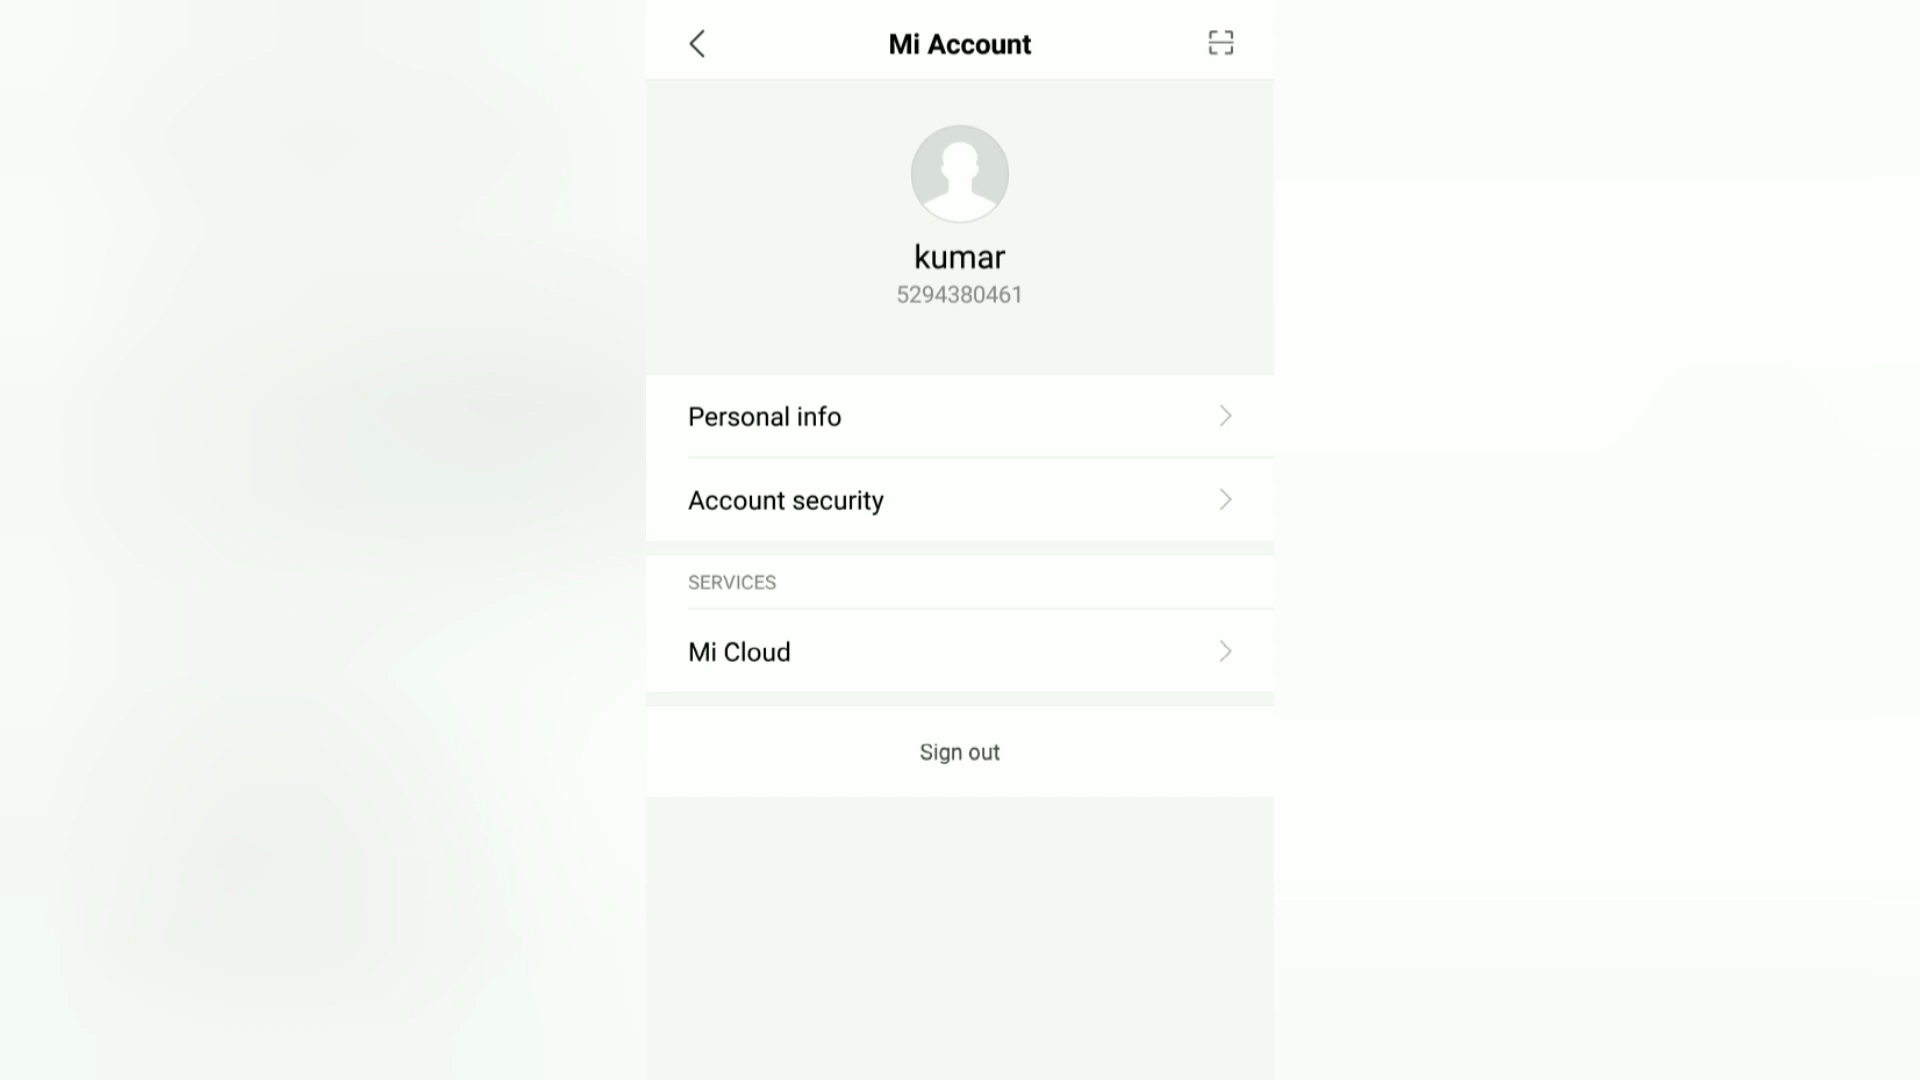 Mi Account
kumar
5294380461
Personal info
Account security
SERVICES
Mi Cloud
Sign out